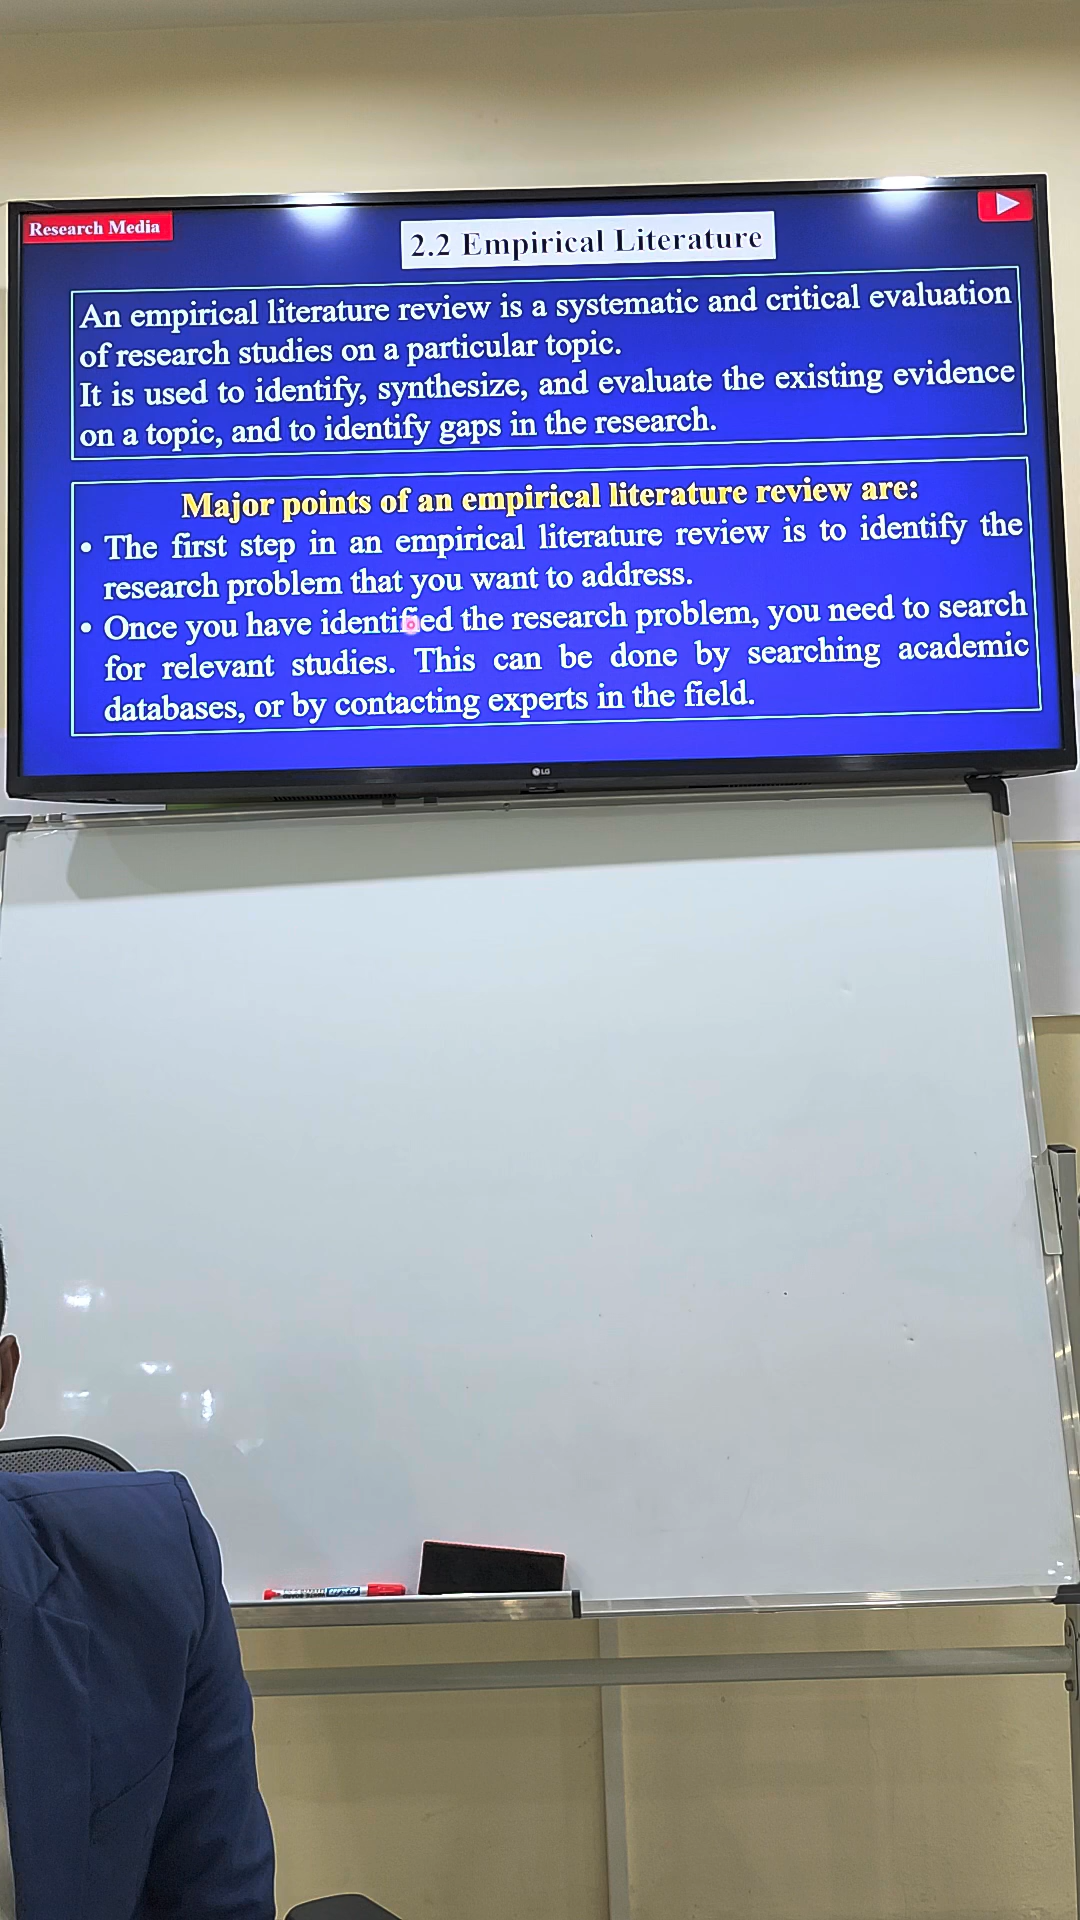 Research Media
2.2 Empirical Literature
An empirical literature review is a systematic and critical evaluation
of research studies on a particular topic.
It is used to identify, synthesize, and evaluate the existing evidence
on a topic, and to identify gaps in the research.
Major points of an empirical literature review are:
• The first step in an empirical literature review is to identify the
research problem that you want to address.
• Once you have identified the research problem, you need to search
for relevant studies. This can be done by searching academic
databases, or by contacting experts in the field.
LG